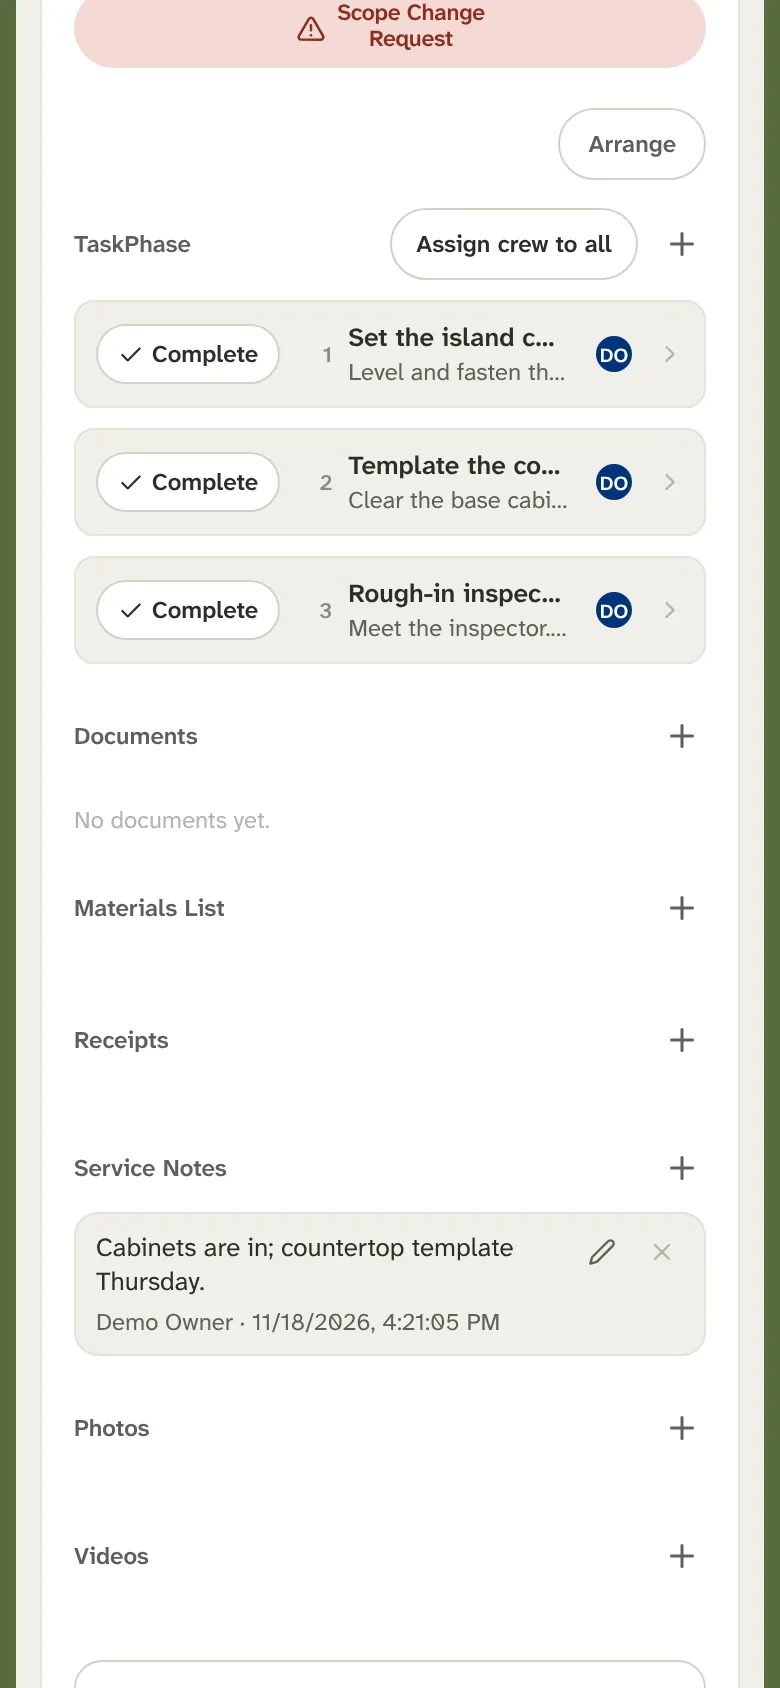 Scope Change
Request
Arrange
TaskPhase
Assign crew to all
Complete
1
Set the island c...
Level and fasten th...
DO
Complete
2
Template the co...
Clear the base cabi...
DO
Complete
3
Rough-in inspec...
Meet the inspector....
DO
Documents
No documents yet.
Materials List
Receipts
Service Notes
Cabinets are in; countertop template
Thursday.
Demo Owner · 11/18/2026, 4:21:05 PM
Photos
Videos